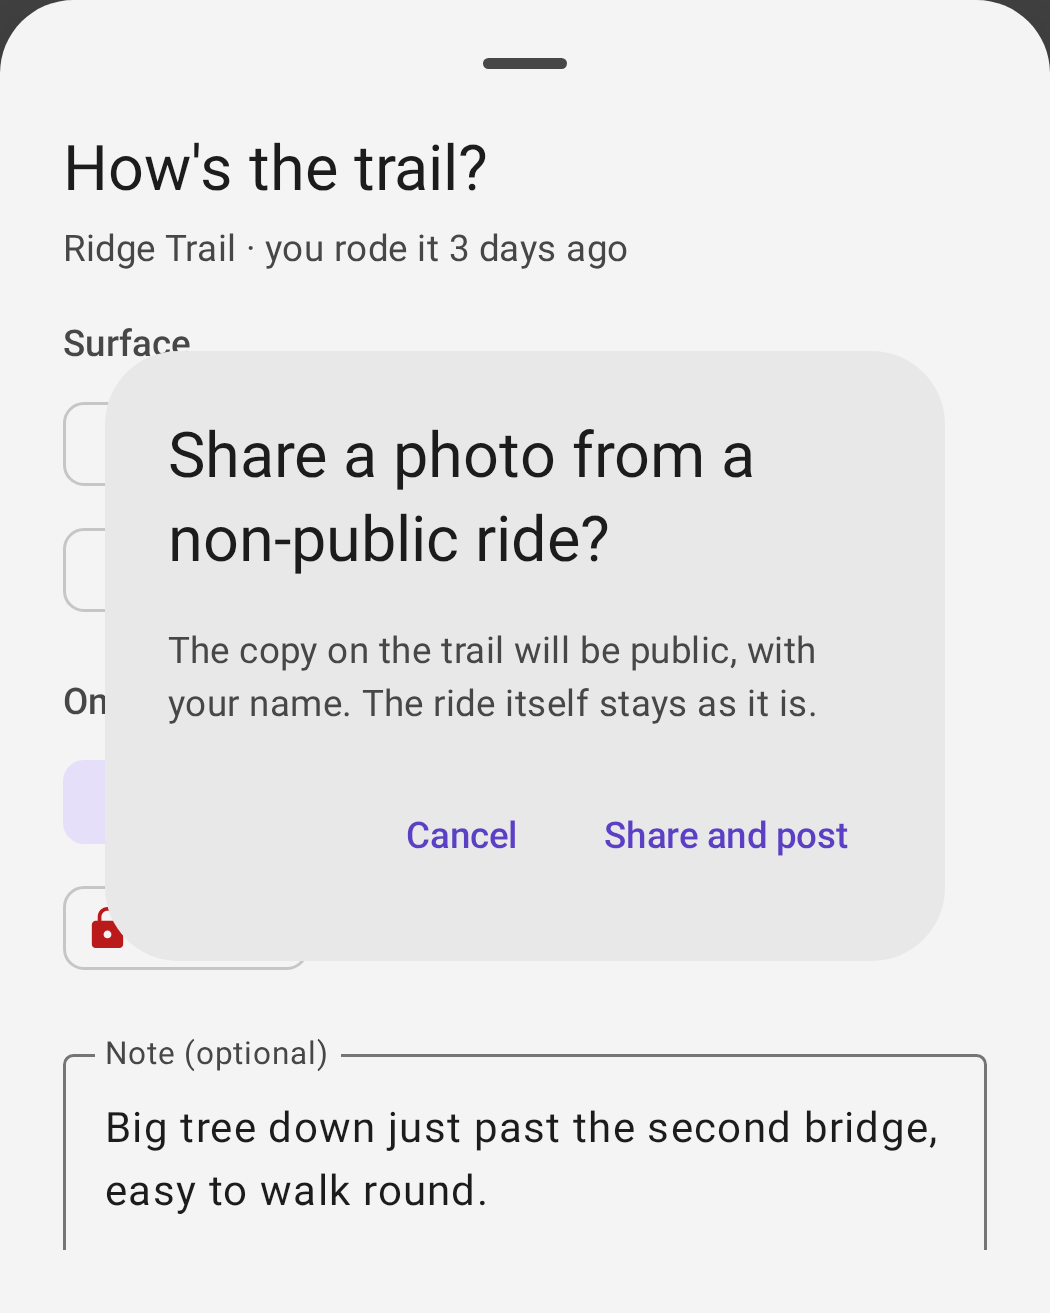 How's the trail?
Ridge Trail · you rode it 3 days ago
Surface
Share a photo from a
non-public ride?
The copy on the trail will be public, with
your name. The ride itself stays as it is.
Cancel Share and post
Note (optional)
Big tree down just past the second bridge,
easy to walk round.